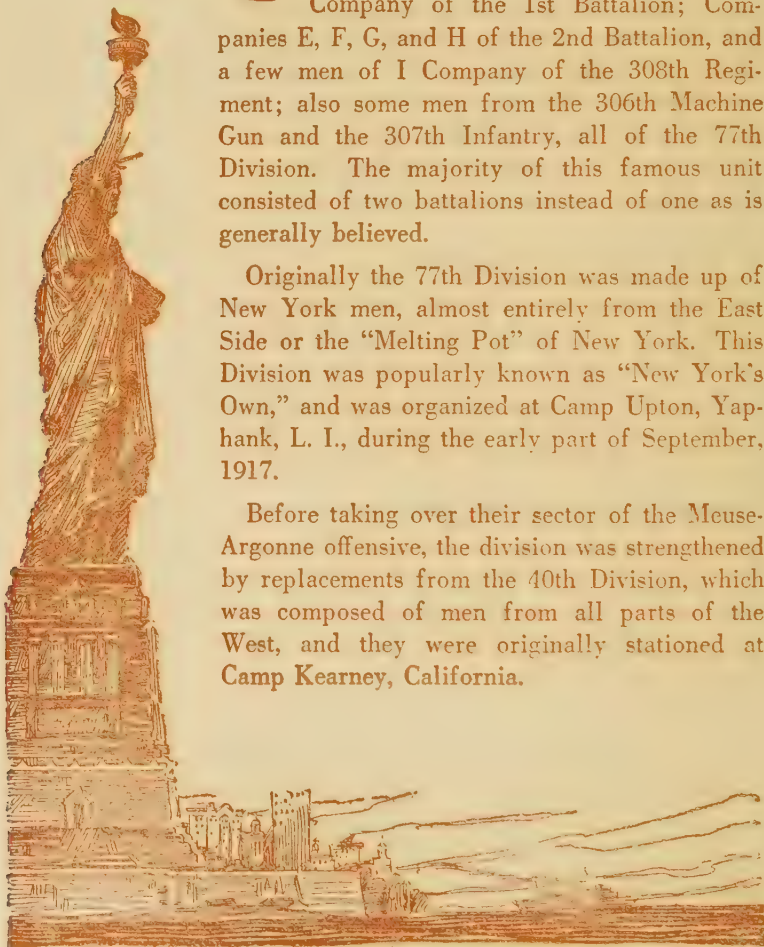 Company of the 1st Battalion; Com-
panies E, F, G, and H of the 2nd Battalion, and
a few men of I Company of the 308th Regi-
ment; also some men from the 306th Machine
Gun and the 307th Infantry, all of the 77th
Division. The majority of this famous unit
consisted of two battalions instead of one as is
generally believed.
Originally the 77th Division was made up of
New York men, almost entirely from the East
Side or the “Melting Pot” of New York. This
Division was popularly known as “New York's
Own,” and was organized at Camp Upton, Yap-
hank, L. I., during the early part of September,
1917.
Before taking over their sector of the Meuse-
Argonne offensive, the division was strengthened
by replacements from the 40th Division, which
was composed of men from all parts of the
West, and they were originally stationed at
Camp Kearney, California.